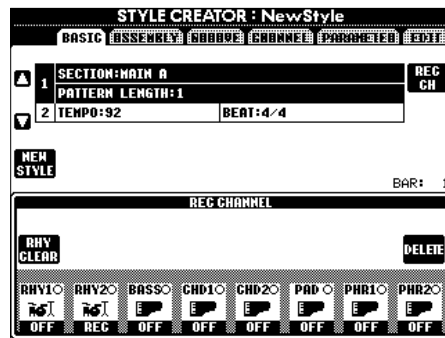 STYLE CREATOR : NewStyle
BASIC ASSEMBLY GROOVE CHANNEL PARAMETER EDIT
1 SECTION:MAIN A
PATTERN LENGTH:1
REC CH
2 TEMPO:92 BEAT:4/4
NEW STYLE
BAR: 1
REC CHANNEL
RHY CLEAR
DELETE
RHY1 RHY2 BASS CHD1 CHD2 PAD PHR1 PHR2
OFF REC OFF OFF OFF OFF OFF OFF